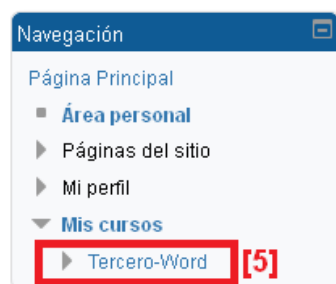 Navegación
Página Principal
Área personal
Páginas del sitio
Mi perfil
Mis cursos
Tercero-Word [5]